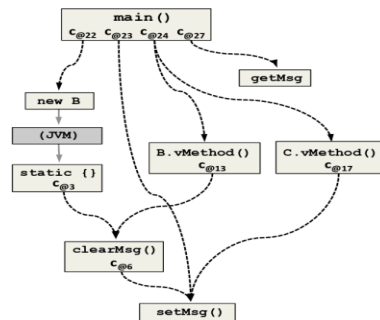 main()
c@22 c@23 c@24 c@27
getMsg
new B
(JVM)
static {}
c@3
B.vMethod()
c@13
C.vMethod()
c@17
clearMsg()
c@6
setMsg()